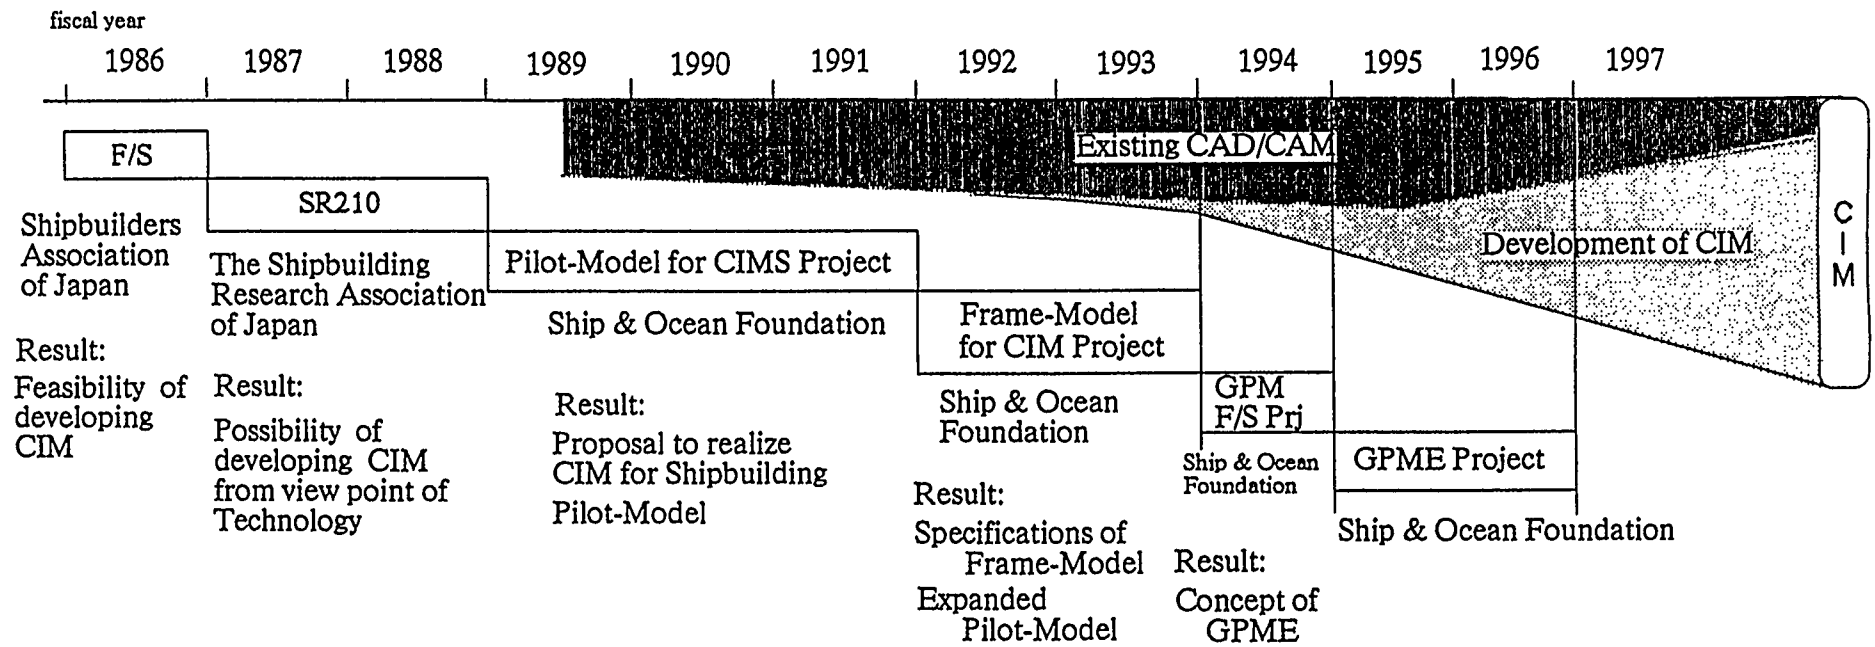 fiscal year
1986 1987 1988 1989 1990 1991 1992 1993 1994 1995 1996 1997
Existing CAD/CAM
F/S
SR210
Shipbuilders
Association
of Japan
Result:
Feasibility of
developing
CIM
The Shipbuilding
Research Association
of Japan
Result:
Possibility of
developing CIM
from view point of
Technology
Pilot-Model for CIMS Project
Ship & Ocean Foundation
Result:
Proposal to realize
CIM for Shipbuilding
Pilot-Model
Frame-Model
for CIM Project
Ship & Ocean
Foundation
Result:
Specifications of
Frame-Model
Expanded
Pilot-Model
GPM
F/S Prj
Ship & Ocean
Foundation
Result:
Concept of
GPME
GPME Project
Ship & Ocean Foundation
Development of CIM
CIM